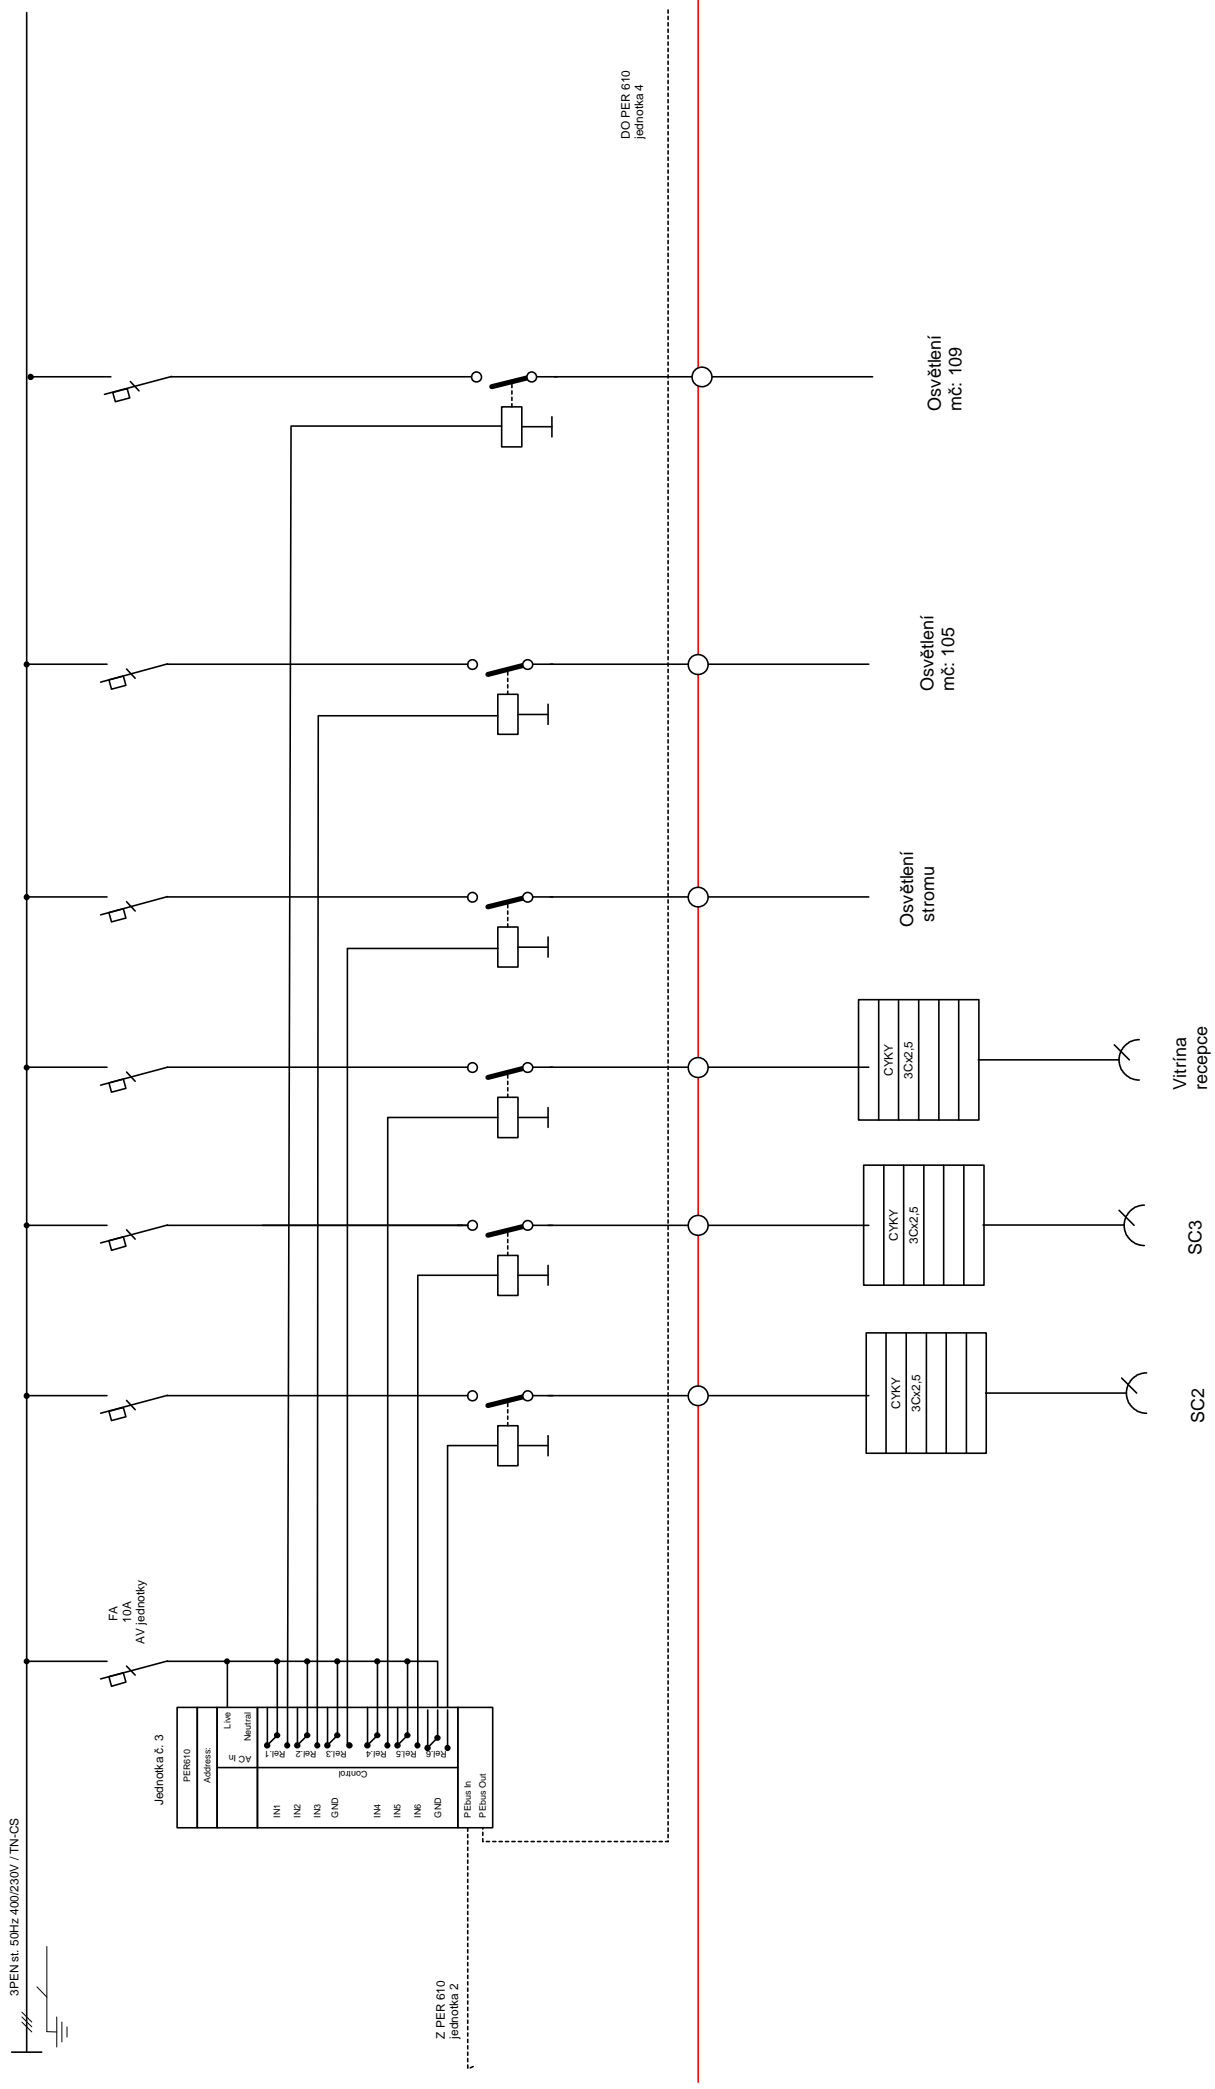 3PEN st. 50Hz 400/230V / TN-CS
Jednotka č. 3
PER610
Address:
AC In
Live
Neutral
Control
IN1
IN2
IN3
GND
IN4
IN5
IN6
GND
Rel.1
Rel.2
Rel.3
Rel.4
Rel.5
Rel.6
PEbus In
PEbus Out
Z PER 610
jednotka 2
FA
10A
AV jednotky
DO PER 610
jednotka 4
CYKY
3Cx2,5
SC2
CYKY
3Cx2,5
SC3
CYKY
3Cx2,5
Vitrína
recepce
Osvětlení
stromu
Osvětlení
mč: 105
Osvětlení
mč: 109